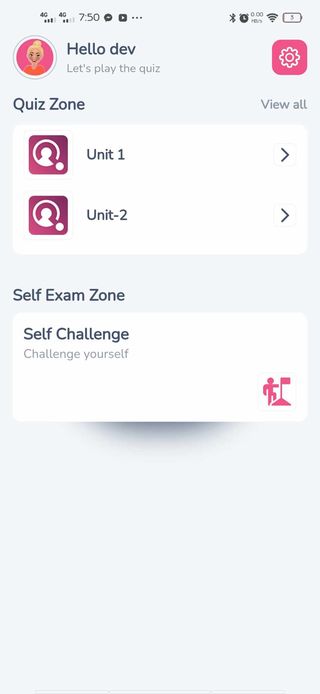 4G 4G 7:50 ... 0.00 KB/s 3
Hello dev
Let's play the quiz
Quiz Zone View all
Unit 1
Unit-2
Self Exam Zone
Self Challenge
Challenge yourself